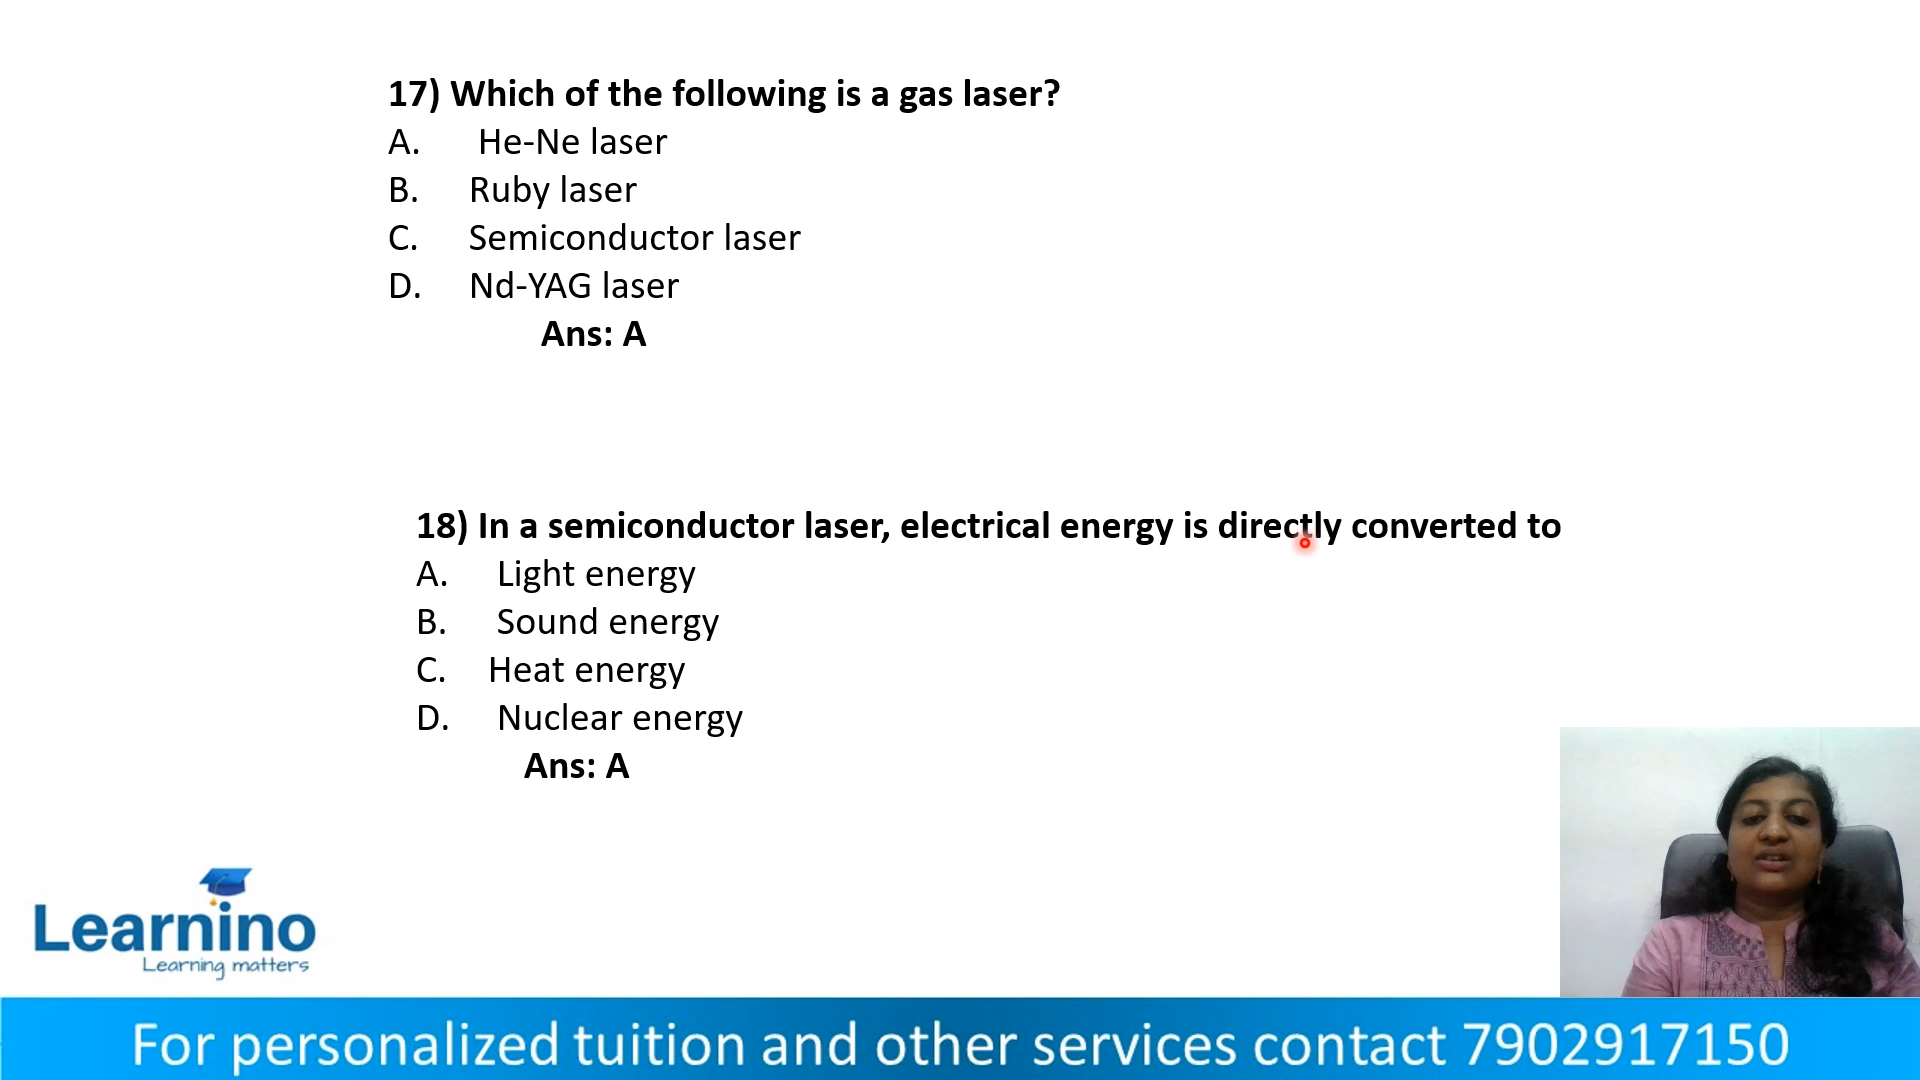 17) Which of the following is a gas laser?
A. He-Ne laser
B. Ruby laser
C. Semiconductor laser
D. Nd-YAG laser
Ans: A
18) In a semiconductor laser, electrical energy is directly converted to
A. Light energy
B. Sound energy
C. Heat energy
D. Nuclear energy
Ans: A
Learnino
Learning matters
For personalized tuition and other services contact 7902917150